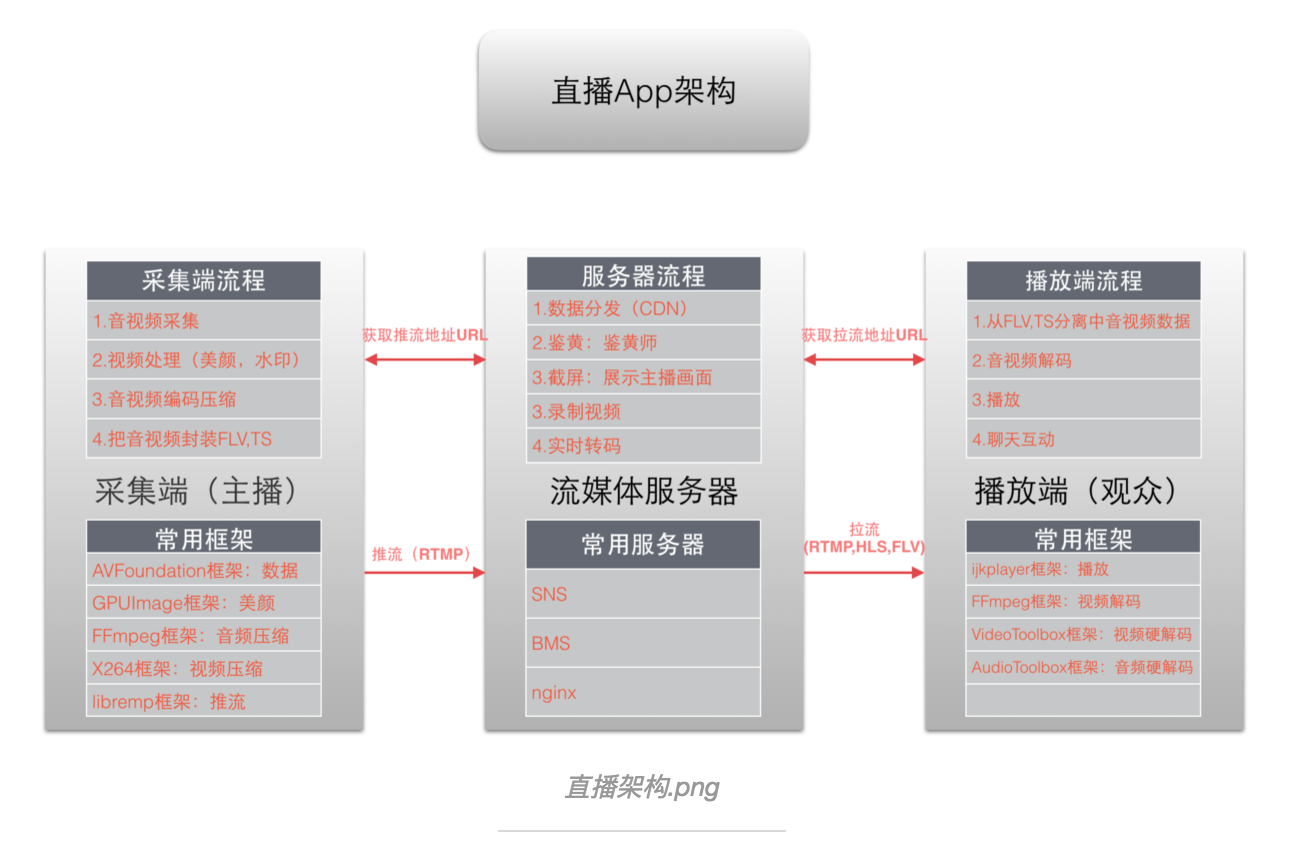 直播App架构
采集端流程
1.音视频采集
2.视频处理（美颜，水印）
3.音视频编码压缩
4.把音视频封装FLV,TS
采集端（主播）
常用框架
AVFoundation框架：数据
GPUImage框架：美颜
FFmpeg框架：音频压缩
X264框架：视频压缩
libremp框架：推流
获取推流地址URL
推流（RTMP）
服务器流程
1.数据分发（CDN）
2.鉴黄：鉴黄师
3.截屏：展示主播画面
3.录制视频
4.实时转码
流媒体服务器
常用服务器
SNS
BMS
nginx
获取拉流地址URL
拉流
(RTMP,HLS,FLV)
播放端流程
1.从FLV,TS分离中音视频数据
2.音视频解码
3.播放
4.聊天互动
播放端（观众）
常用框架
ijkplayer框架：播放
FFmpeg框架：视频解码
VideoToolbox框架：视频硬解码
AudioToolbox框架：音频硬解码
直播架构.png